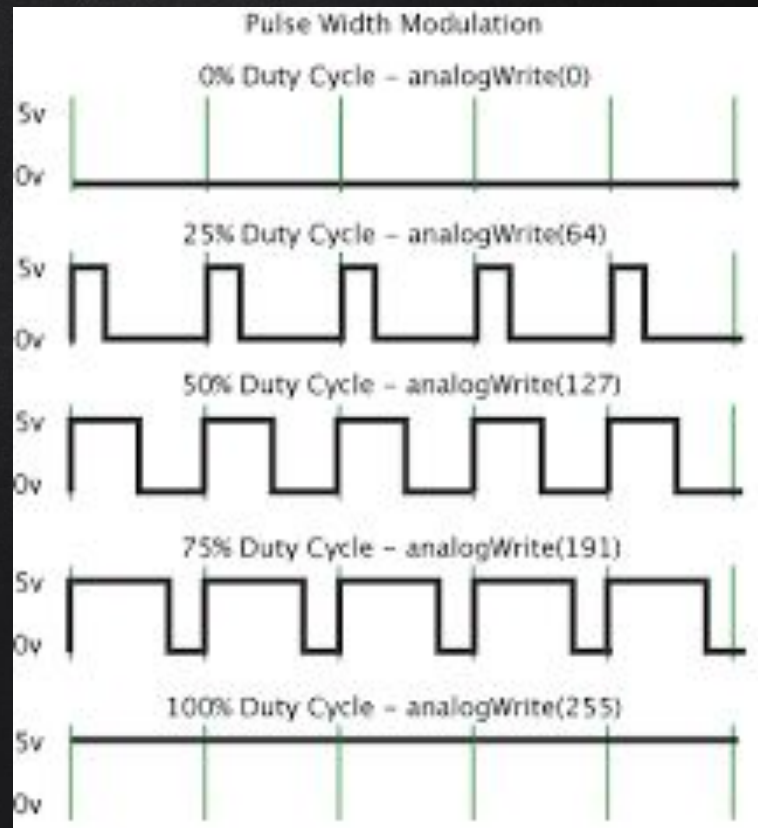 Pulse Width Modulation
0% Duty Cycle – analogWrite(0)
5v
0v
25% Duty Cycle – analogWrite(64)
5v
0v
50% Duty Cycle – analogWrite(127)
5v
0v
75% Duty Cycle – analogWrite(191)
5v
0v
100% Duty Cycle – analogWrite(255)
5v
0v